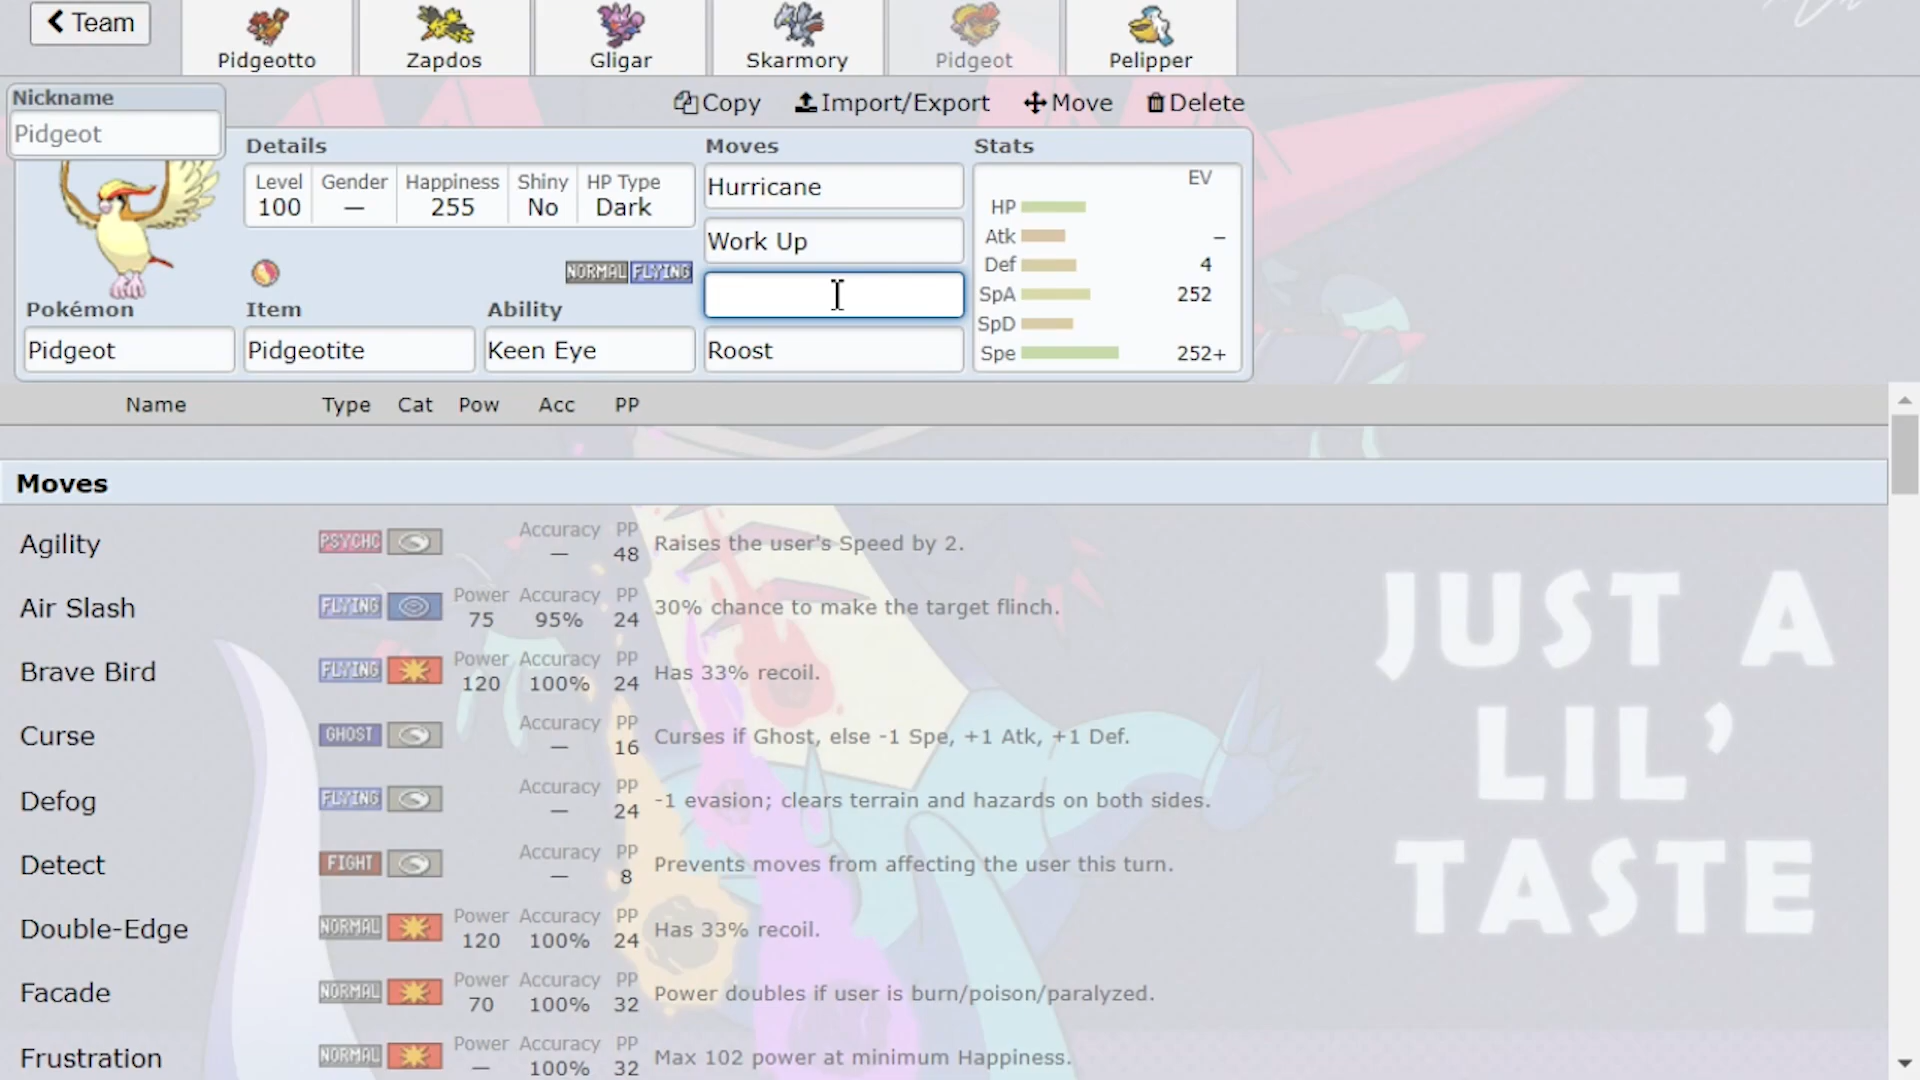 Team
Pidgeotto
Zapdos
Gligar
Skarmory
Pidgeot
Pelipper
Nickname
Pidgeot
Copy Import/Export Move Delete
Details
Level Gender Happiness Shiny HP Type
100 — 255 No Dark
NORMAL FLYING
Pokémon Item Ability
Pidgeot Pidgeotite Keen Eye
Moves
Hurricane
Work Up
Roost
Stats
EV
HP
Atk –
Def 4
SpA 252
SpD
Spe 252+
Name Type Cat Pow Acc PP
Moves
Agility PSYCHC Accuracy — PP 48 Raises the user's Speed by 2.
Air Slash FLYING Power 75 Accuracy 95% PP 24 30% chance to make the target flinch.
Brave Bird FLYING Power 120 Accuracy 100% PP 24 Has 33% recoil.
Curse GHOST Accuracy — PP 16 Curses if Ghost, else -1 Spe, +1 Atk, +1 Def.
Defog FLYING Accuracy — PP 24 -1 evasion; clears terrain and hazards on both sides.
Detect FIGHT Accuracy — PP 8 Prevents moves from affecting the user this turn.
Double-Edge NORMAL Power 120 Accuracy 100% PP 24 Has 33% recoil.
Facade NORMAL Power 70 Accuracy 100% PP 32 Power doubles if user is burn/poison/paralyzed.
Frustration NORMAL Power — Accuracy 100% PP 32 Max 102 power at minimum Happiness.
JUST A
LIL'
TASTE